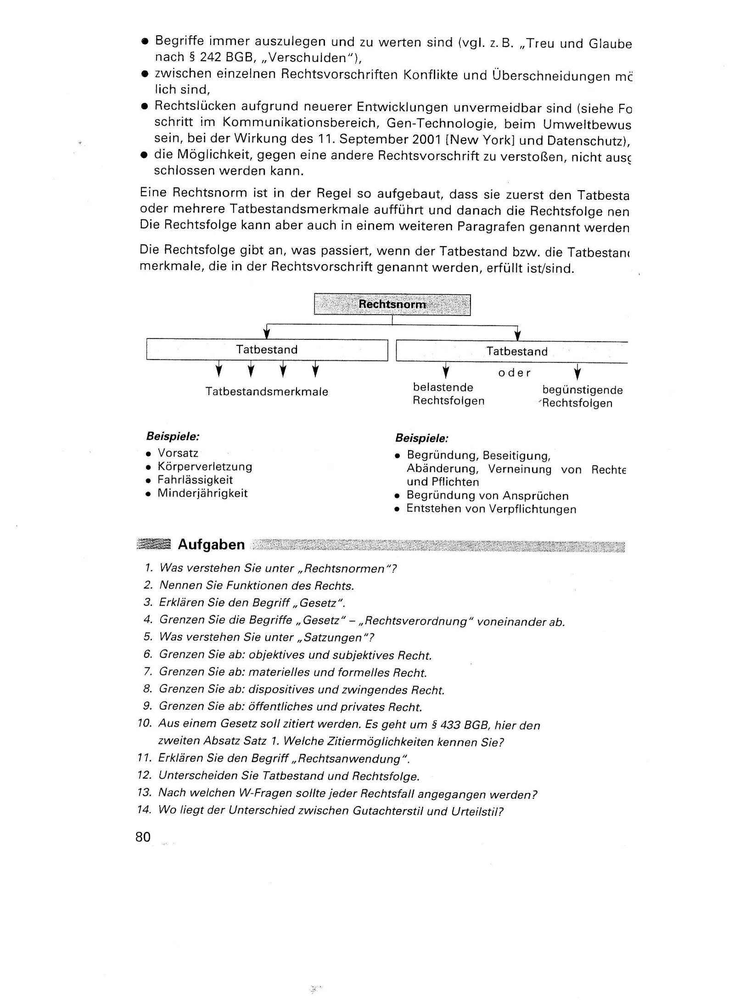 ● Begriffe immer auszulegen und zu werten sind (vgl. z. B. „Treu und Glaube
nach § 242 BGB, „Verschulden"),
● zwischen einzelnen Rechtsvorschriften Konflikte und Überschneidungen mö
lich sind,
● Rechtslücken aufgrund neuerer Entwicklungen unvermeidbar sind (siehe Fo
schritt im Kommunikationsbereich, Gen-Technologie, beim Umweltbewus
sein, bei der Wirkung des 11. September 2001 [New York] und Datenschutz),
● die Möglichkeit, gegen eine andere Rechtsvorschrift zu verstoßen, nicht ausg
schlossen werden kann.
Eine Rechtsnorm ist in der Regel so aufgebaut, dass sie zuerst den Tatbesta
oder mehrere Tatbestandsmerkmale aufführt und danach die Rechtsfolge nen
Die Rechtsfolge kann aber auch in einem weiteren Paragrafen genannt werden
Die Rechtsfolge gibt an, was passiert, wenn der Tatbestand bzw. die Tatbestan
merkmale, die in der Rechtsvorschrift genannt werden, erfüllt ist/sind.
Rechtsnorm
Tatbestand
Tatbestand
Tatbestandsmerkmale
oder
belastende
Rechtsfolgen
begünstigende
Rechtsfolgen
Beispiele:
● Vorsatz
● Körperverletzung
● Fahrlässigkeit
● Minderjährigkeit
Beispiele:
● Begründung, Beseitigung,
Abänderung, Verneinung von Rechte
und Pflichten
● Begründung von Ansprüchen
● Entstehen von Verpflichtungen
Aufgaben
1. Was verstehen Sie unter „Rechtsnormen"?
2. Nennen Sie Funktionen des Rechts.
3. Erklären Sie den Begriff „Gesetz".
4. Grenzen Sie die Begriffe „Gesetz" – „Rechtsverordnung" voneinander ab.
5. Was verstehen Sie unter „Satzungen"?
6. Grenzen Sie ab: objektives und subjektives Recht.
7. Grenzen Sie ab: materielles und formelles Recht.
8. Grenzen Sie ab: dispositives und zwingendes Recht.
9. Grenzen Sie ab: öffentliches und privates Recht.
10. Aus einem Gesetz soll zitiert werden. Es geht um § 433 BGB, hier den
zweiten Absatz Satz 1. Welche Zitiermöglichkeiten kennen Sie?
11. Erklären Sie den Begriff „Rechtsanwendung".
12. Unterscheiden Sie Tatbestand und Rechtsfolge.
13. Nach welchen W-Fragen sollte jeder Rechtsfall angegangen werden?
14. Wo liegt der Unterschied zwischen Gutachterstil und Urteilstil?
80